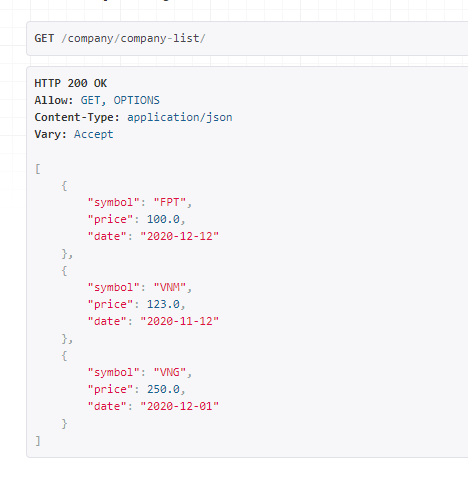 GET /company/company-list/
HTTP 200 OK
Allow: GET, OPTIONS
Content-Type: application/json
Vary: Accept
[
{
"symbol": "FPT",
"price": 100.0,
"date": "2020-12-12"
},
{
"symbol": "VNM",
"price": 123.0,
"date": "2020-11-12"
},
{
"symbol": "VNG",
"price": 250.0,
"date": "2020-12-01"
}
]